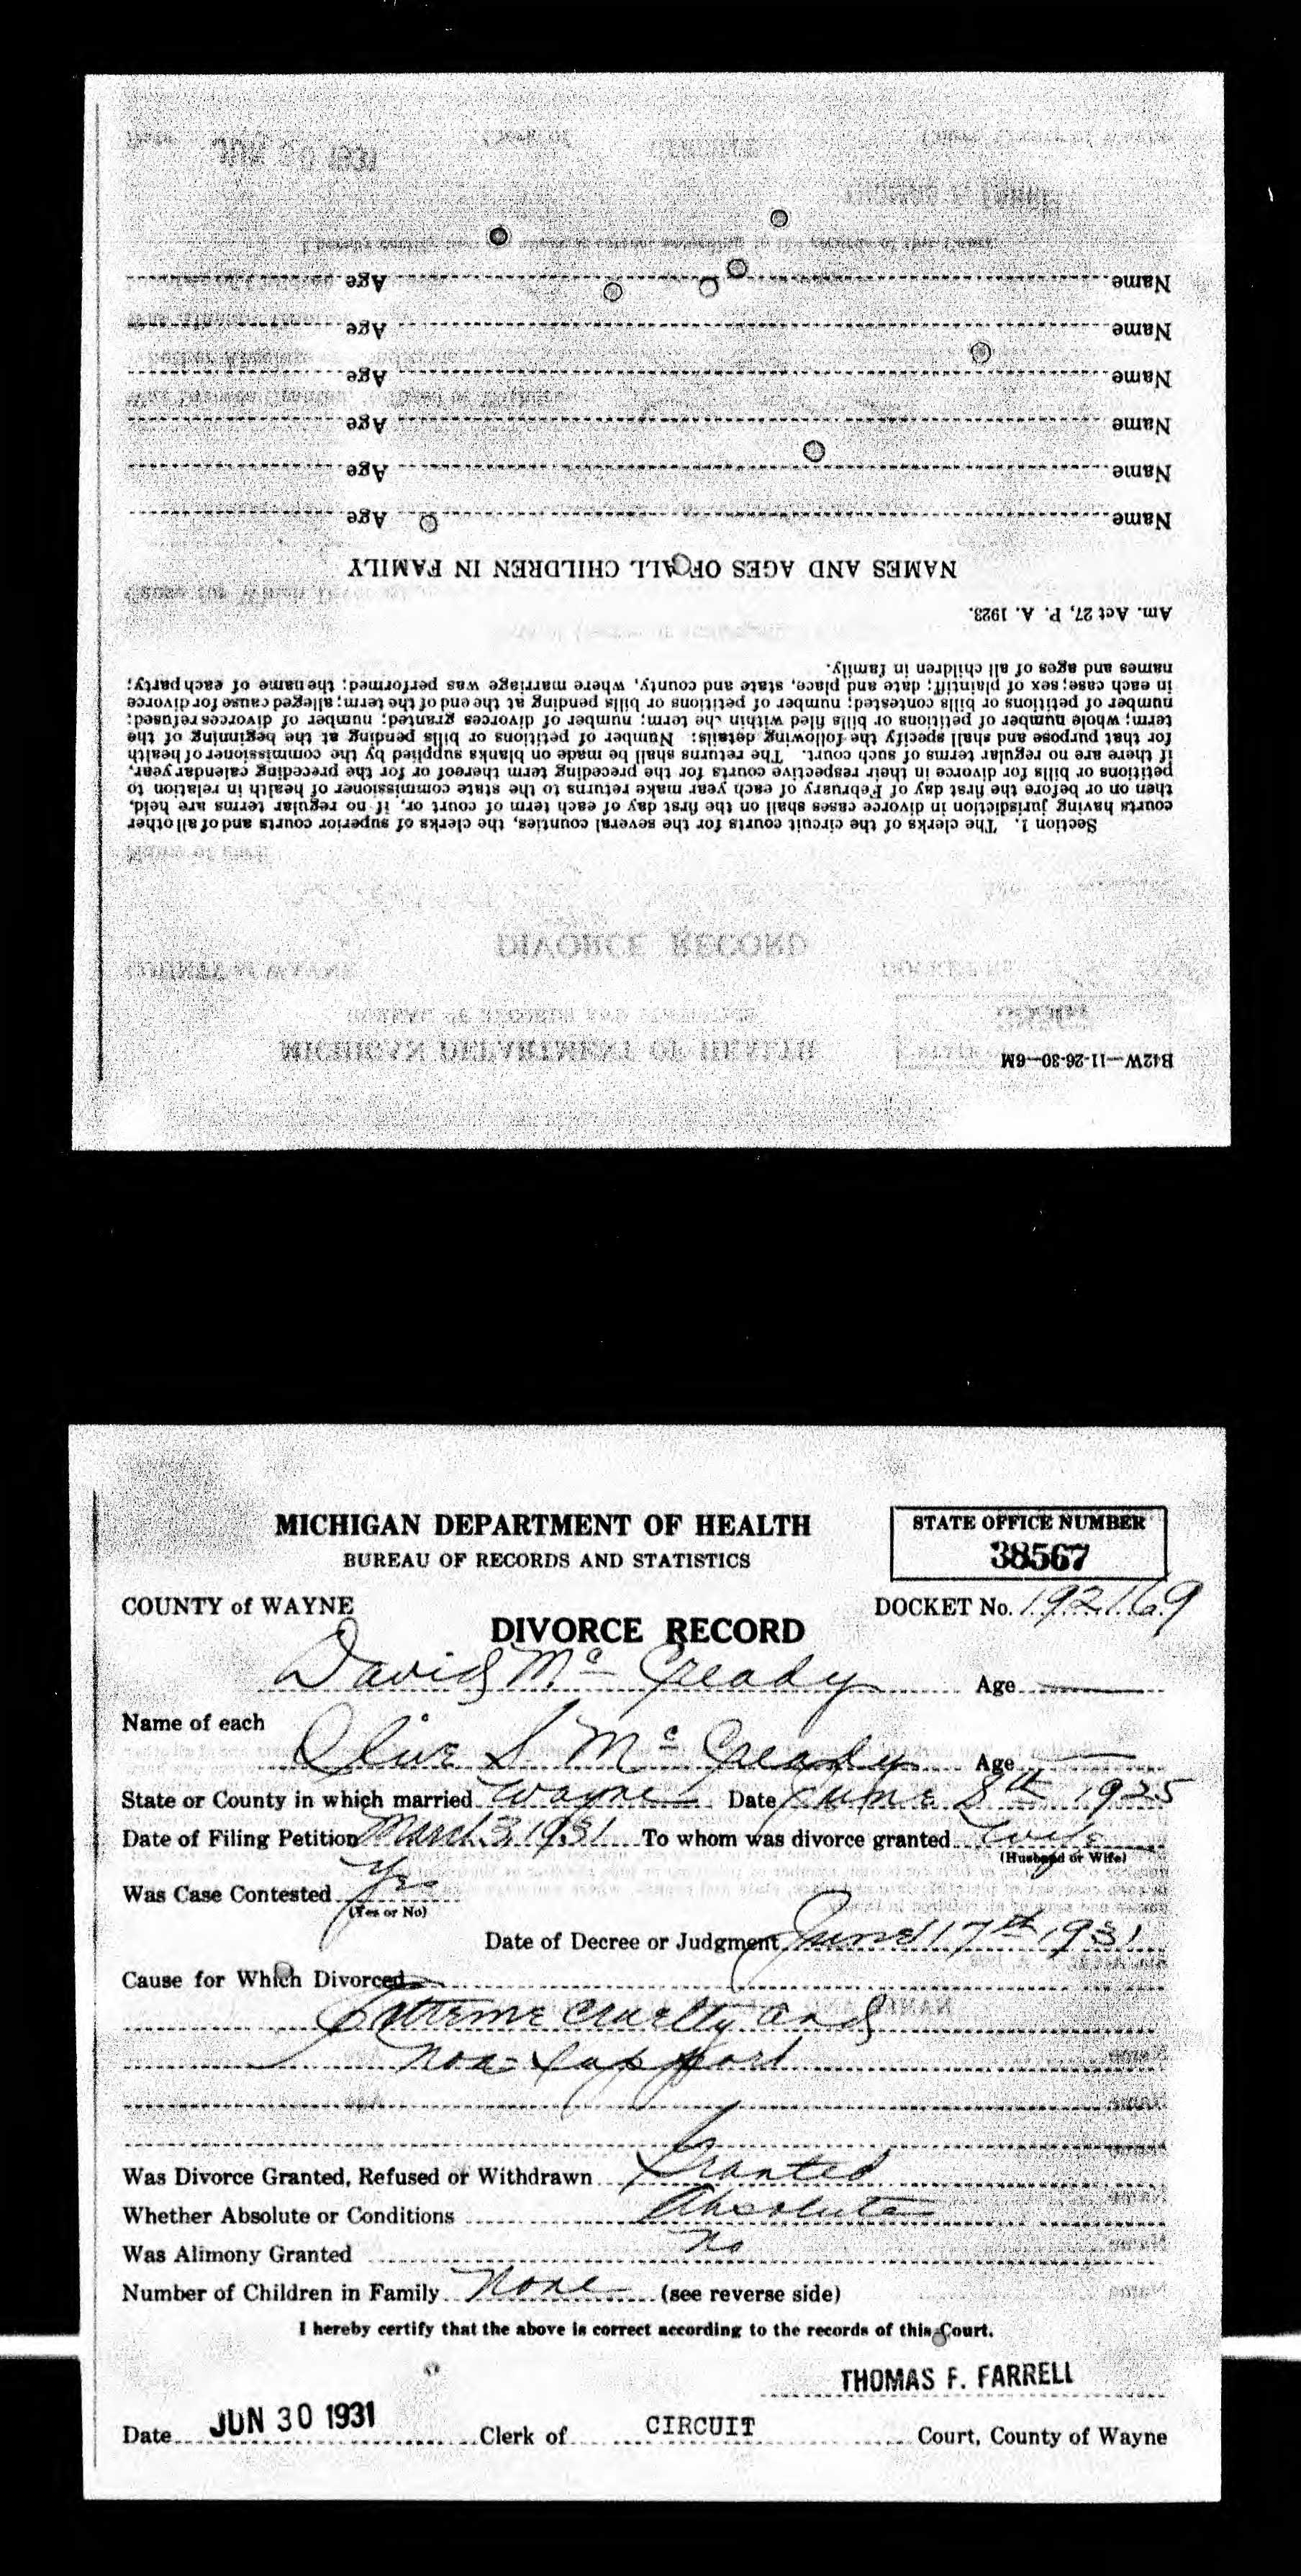 Name Age
Name Age
Name Age
Name Age
Name Age
Name Age
NAMES AND AGES OF ALL CHILDREN IN FAMILY
Am. Act 27, P. A. 1923.
names and ages of all children in family.
in each case; sex of plaintiff; date and place, state and county, where marriage was performed; the name of each party;
number of petitions or bills contested; number of petitions or bills pending at the end of the term; alleged cause for divorce
term; whole number of petitions or bills filed within the term; number of divorces granted; number of divorces refused;
for that purpose and shall specify the following details: Number of petitions or bills pending at the beginning of the
if there are no regular terms of such court. The returns shall be made on blanks supplied by the commissioner of health
petitions or bills for divorce in their respective courts for the preceding term thereof or for the preceding calendar year,
then on or before the first day of February of each year make returns to the state commissioner of health in relation to
courts having jurisdiction in divorce cases shall on the first day of each term of court or, if no regular terms are held,
Section 1. The clerks of the circuit courts for the several counties, the clerks of superior courts and of all other
B42W—11-26-30—6M
MICHIGAN DEPARTMENT OF HEALTH
BUREAU OF RECORDS AND STATISTICS
STATE OFFICE NUMBER
38567
COUNTY of WAYNE
DOCKET No. 192169
DIVORCE RECORD
David Mc Cready Age —
Name of each
Olive S Mc Cready Age —
State or County in which married Wayne Date June 8th 1925
Date of Filing Petition March 3, 1931 To whom was divorce granted Wife
(Husband or Wife)
Was Case Contested Yes
(Yes or No)
Date of Decree or Judgment June 17th 1931
Cause for Which Divorced
Extreme cruelty and
non-support
Was Divorce Granted, Refused or Withdrawn Granted
Whether Absolute or Conditions Absolute
Was Alimony Granted No
Number of Children in Family None (see reverse side)
I hereby certify that the above is correct according to the records of this Court.
THOMAS F. FARRELL
Date JUN 30 1931 Clerk of CIRCUIT Court, County of Wayne